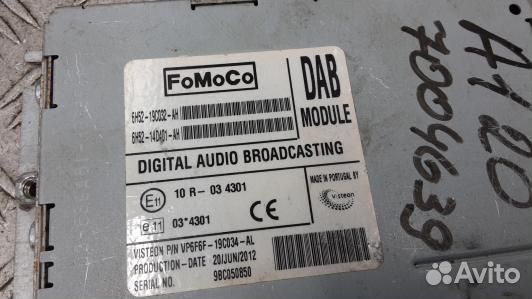 FoMoCo
DAB
MODULE
6H52-19C032-AH
6H52-14D401-AH
DIGITAL AUDIO BROADCASTING
E11
10 R- 03 4301
e 11
03*4301
CE
MADE IN PORTUGAL BY
visteon
VISTEON P/N VP6F6F-19C034-AL
PRODUCTION-DATE 20/JUN/2012
SERIAL NO. 9BC050850
A1 20
7004639
Avito